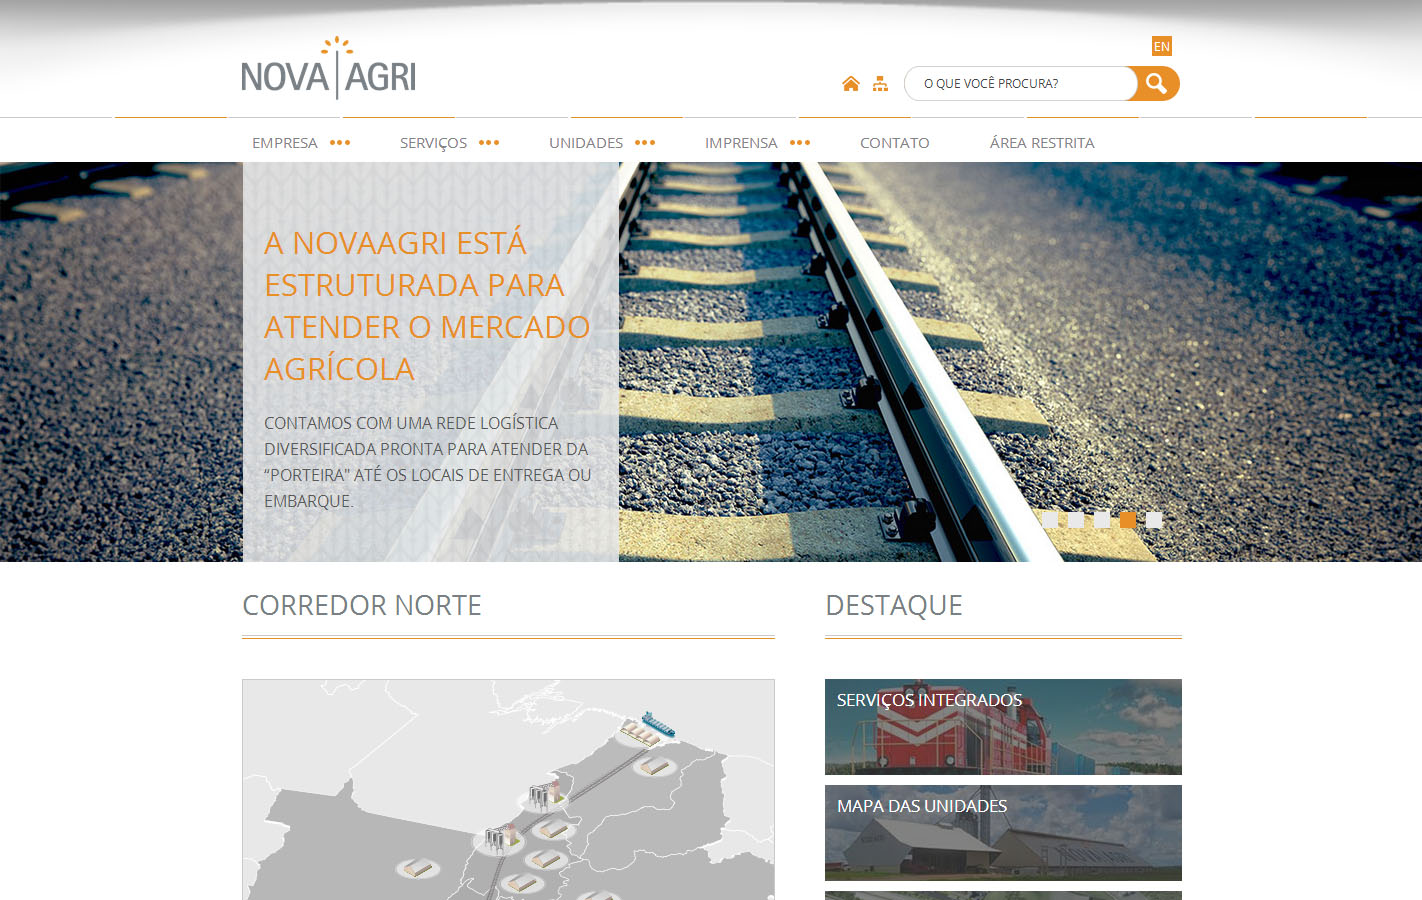 NOVA AGRI
EN
O QUE VOCÊ PROCURA?
EMPRESA
SERVIÇOS
UNIDADES
IMPRENSA
CONTATO
ÁREA RESTRITA
A NOVAAGRI ESTÁ
ESTRUTURADA PARA
ATENDER O MERCADO
AGRÍCOLA
CONTAMOS COM UMA REDE LOGÍSTICA
DIVERSIFICADA PRONTA PARA ATENDER DA
“PORTEIRA” ATÉ OS LOCAIS DE ENTREGA OU
EMBARQUE.
CORREDOR NORTE
DESTAQUE
SERVIÇOS INTEGRADOS
MAPA DAS UNIDADES
NOVAAGRI